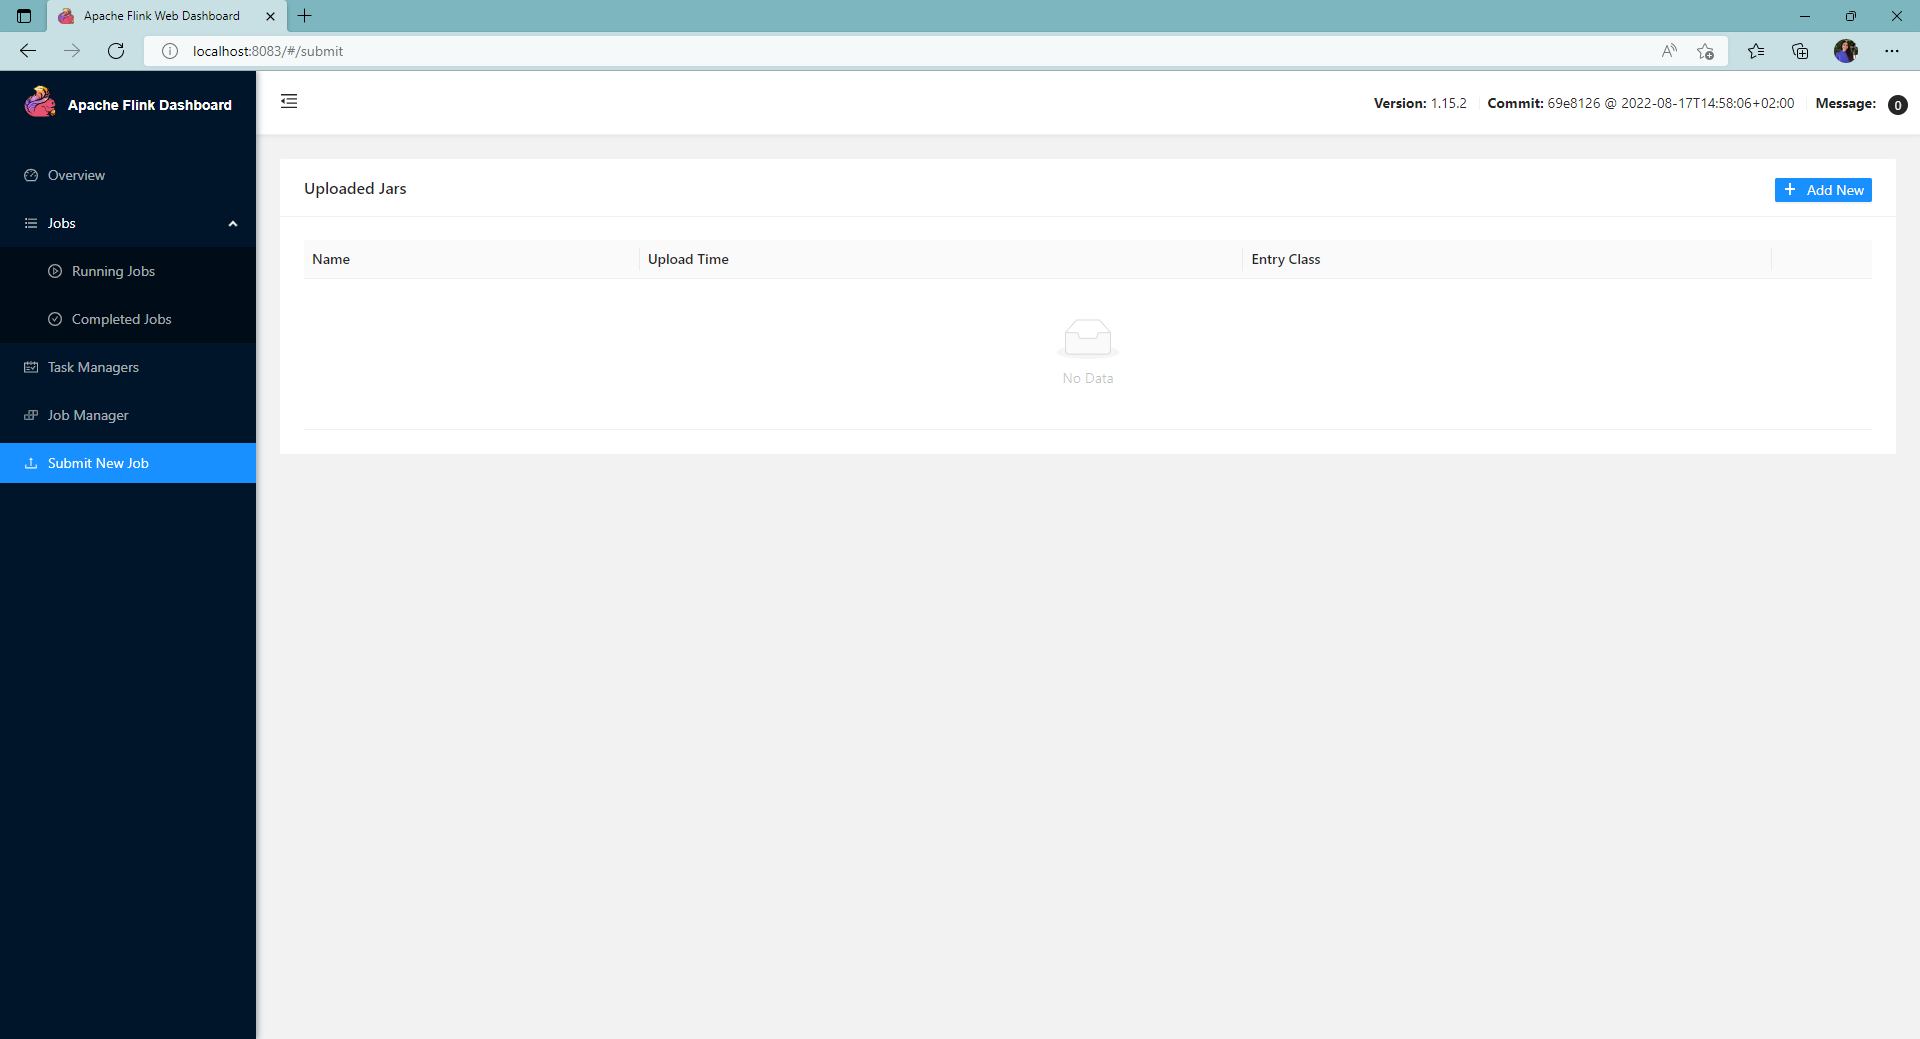 Apache Flink Web Dashboard
localhost:8083/#/submit
Apache Flink Dashboard
Version: 1.15.2 Commit: 69e8126 @ 2022-08-17T14:58:06+02:00 Message: 0
Overview
Jobs
Running Jobs
Completed Jobs
Task Managers
Job Manager
Submit New Job
Uploaded Jars
Add New
Name Upload Time Entry Class
No Data